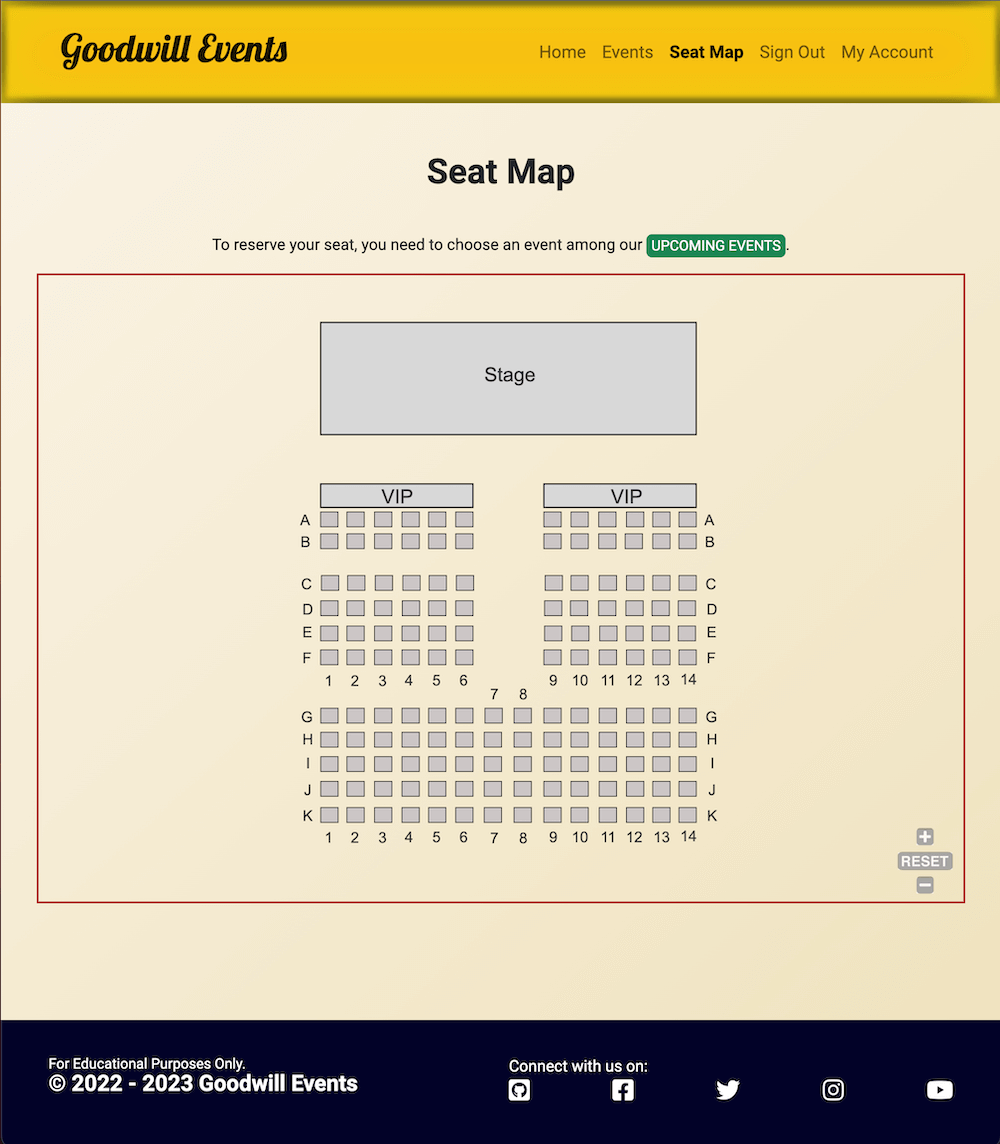 Goodwill Events
Home Events Seat Map Sign Out My Account
Seat Map
To reserve your seat, you need to choose an event among our UPCOMING EVENTS.
Stage
VIP VIP
A A
B B
C C
D D
E E
F F
1 2 3 4 5 6 9 10 11 12 13 14
7 8
G G
H H
I I
J J
K K
1 2 3 4 5 6 7 8 9 10 11 12 13 14
RESET
For Educational Purposes Only.
© 2022 - 2023 Goodwill Events
Connect with us on: